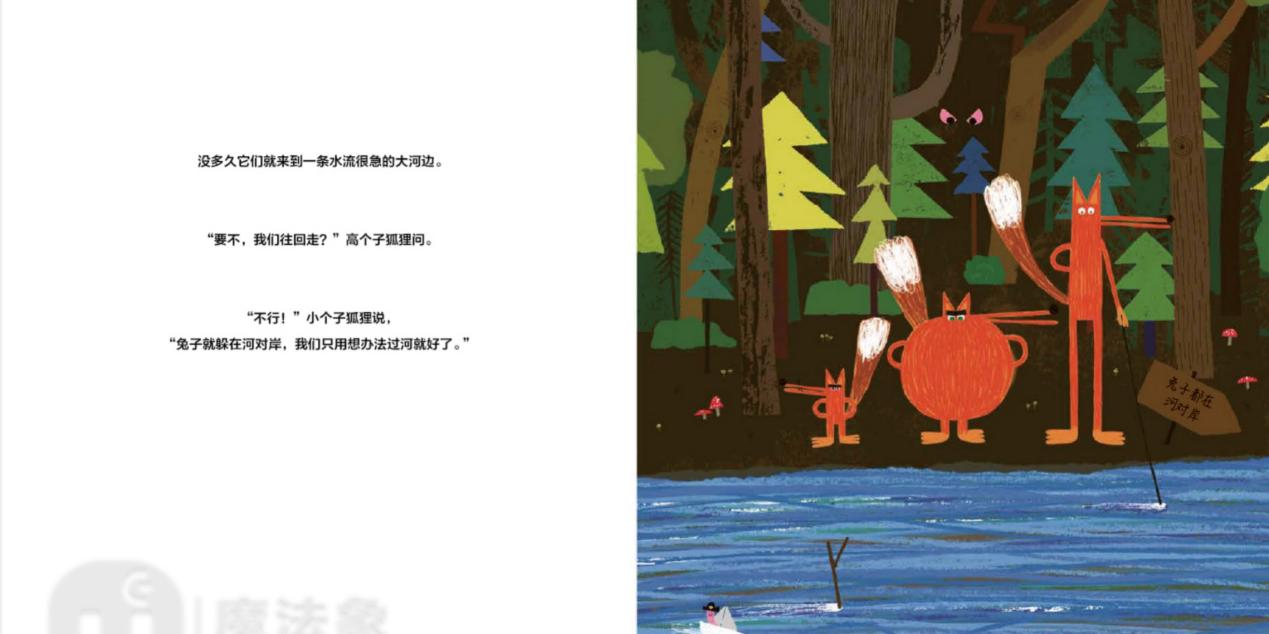 没多久它们就来到一条水流很急的大河边。
“要不，我们往回走？”高个子狐狸问。
“不行！”小个子狐狸说，
“兔子就躲在河对岸，我们只用想办法过河就好了。”
兔子都在
河对岸
魔法象